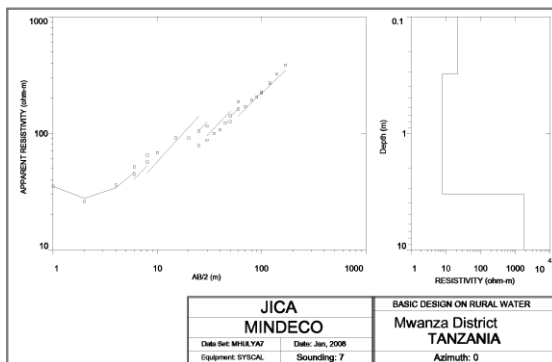 1000
100
10
APPARENT RESISTIVITY (ohm-m)
1 10 100 1000
AB/2 (m)
0.1
1
10
Depth (m)
1 10 100 1000 10 4
RESISTIVITY (ohm-m)
JICA
MINDECO
Data Set: MHULYA7 Date: Jan, 2006
Equipment: SYSCAL Sounding: 7
BASIC DESIGN ON RURAL WATER
Mwanza District
TANZANIA
Azimuth: 0